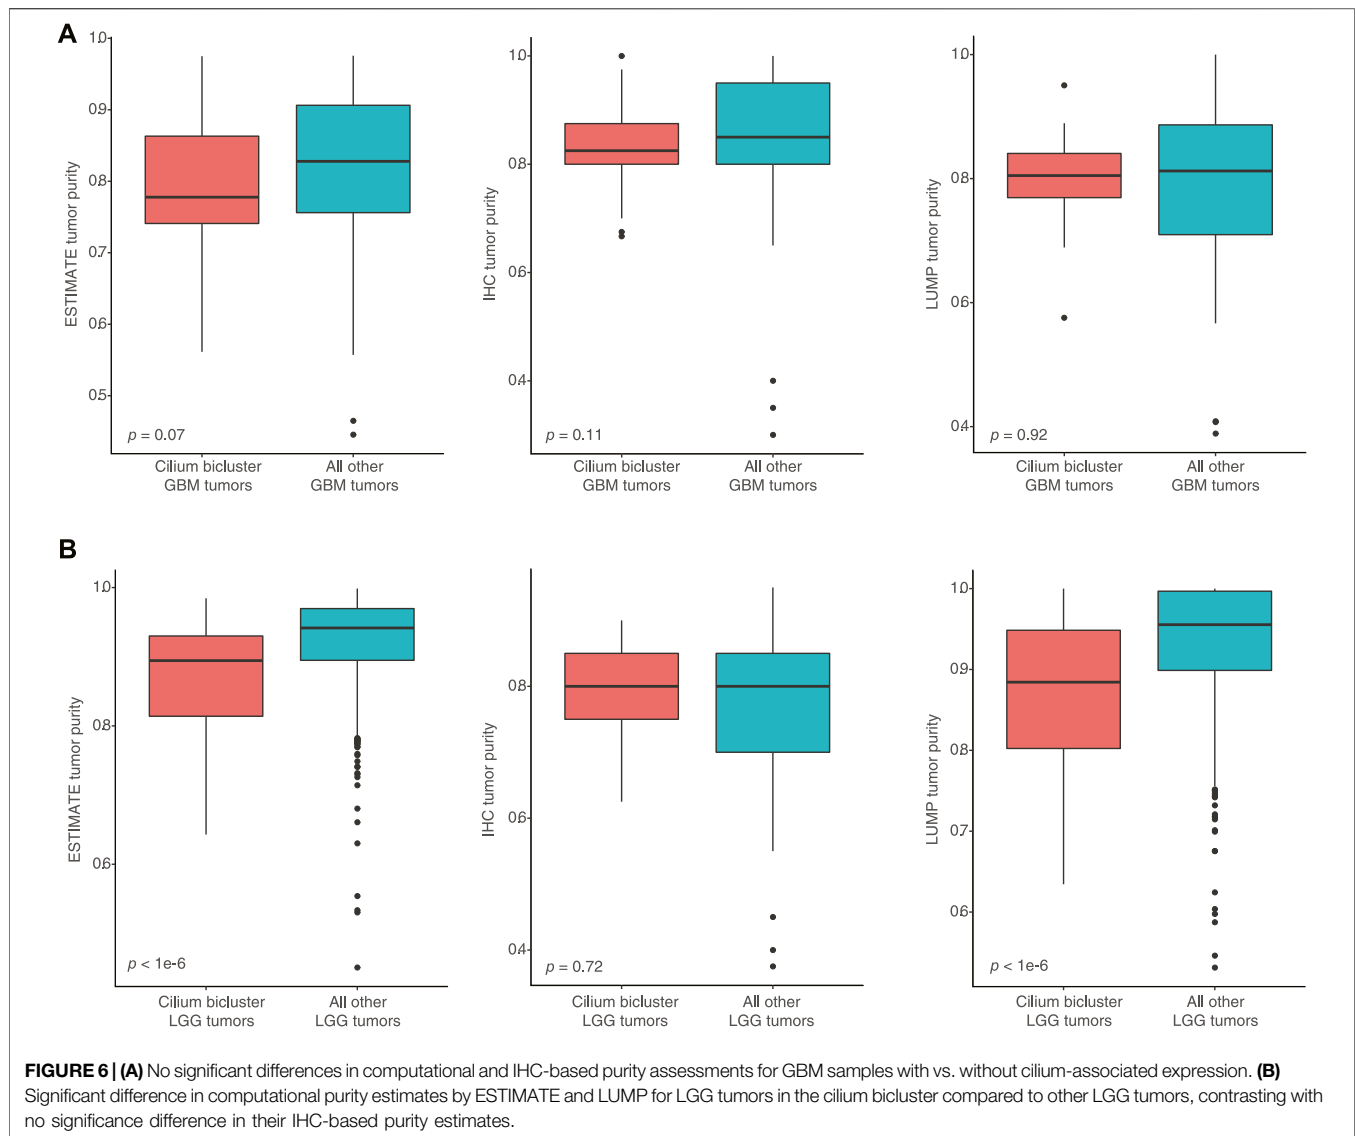 A
ESTIMATE tumor purity
1.0
0.9
0.8
0.7
0.6
0.5
p = 0.07
Cilium bicluster
GBM tumors
All other
GBM tumors
IHC tumor purity
1.0
0.8
0.6
0.4
p = 0.11
Cilium bicluster
GBM tumors
All other
GBM tumors
LUMP tumor purity
1.0
0.8
0.6
0.4
p = 0.92
Cilium bicluster
GBM tumors
All other
GBM tumors
B
ESTIMATE tumor purity
1.0
0.8
0.6
p < 1e-6
Cilium bicluster
LGG tumors
All other
LGG tumors
IHC tumor purity
0.8
0.6
0.4
p = 0.72
Cilium bicluster
LGG tumors
All other
LGG tumors
LUMP tumor purity
1.0
0.9
0.8
0.7
0.6
p < 1e-6
Cilium bicluster
LGG tumors
All other
LGG tumors
FIGURE 6 | (A) No significant differences in computational and IHC-based purity assessments for GBM samples with vs. without cilium-associated expression. (B)
Significant difference in computational purity estimates by ESTIMATE and LUMP for LGG tumors in the cilium bicluster compared to other LGG tumors, contrasting with
no significance difference in their IHC-based purity estimates.